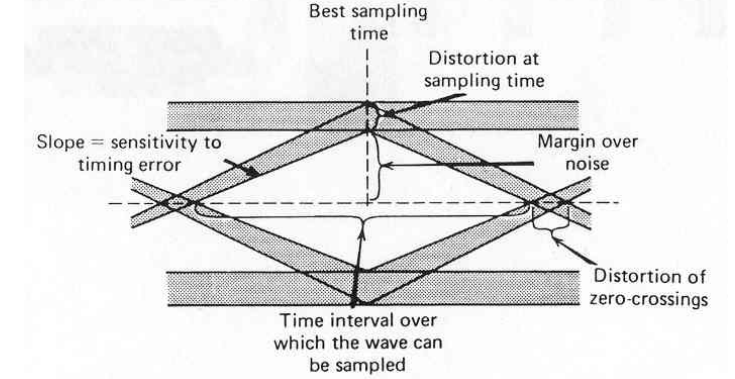 Best sampling
time
Distortion at
sampling time
Slope = sensitivity to
timing error
Margin over
noise
Distortion of
zero-crossings
Time interval over
which the wave can
be sampled